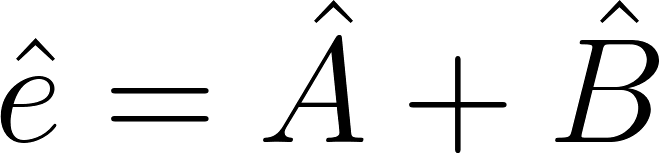 ê = Â + B̂